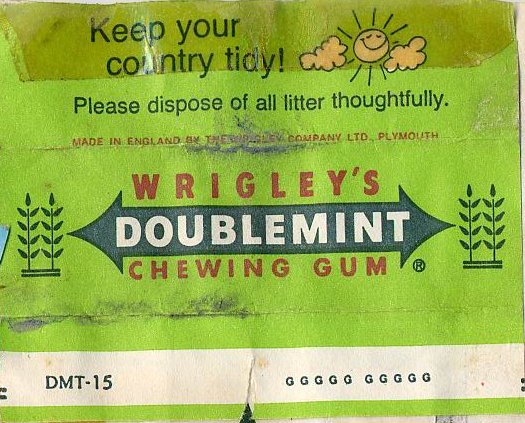 Keep your
country tidy!
Please dispose of all litter thoughtfully.
MADE IN ENGLAND BY THE WRIGLEY COMPANY LTD. PLYMOUTH
WRIGLEY'S
DOUBLEMINT
CHEWING GUM ®
DMT-15 GGGGG GGGGG